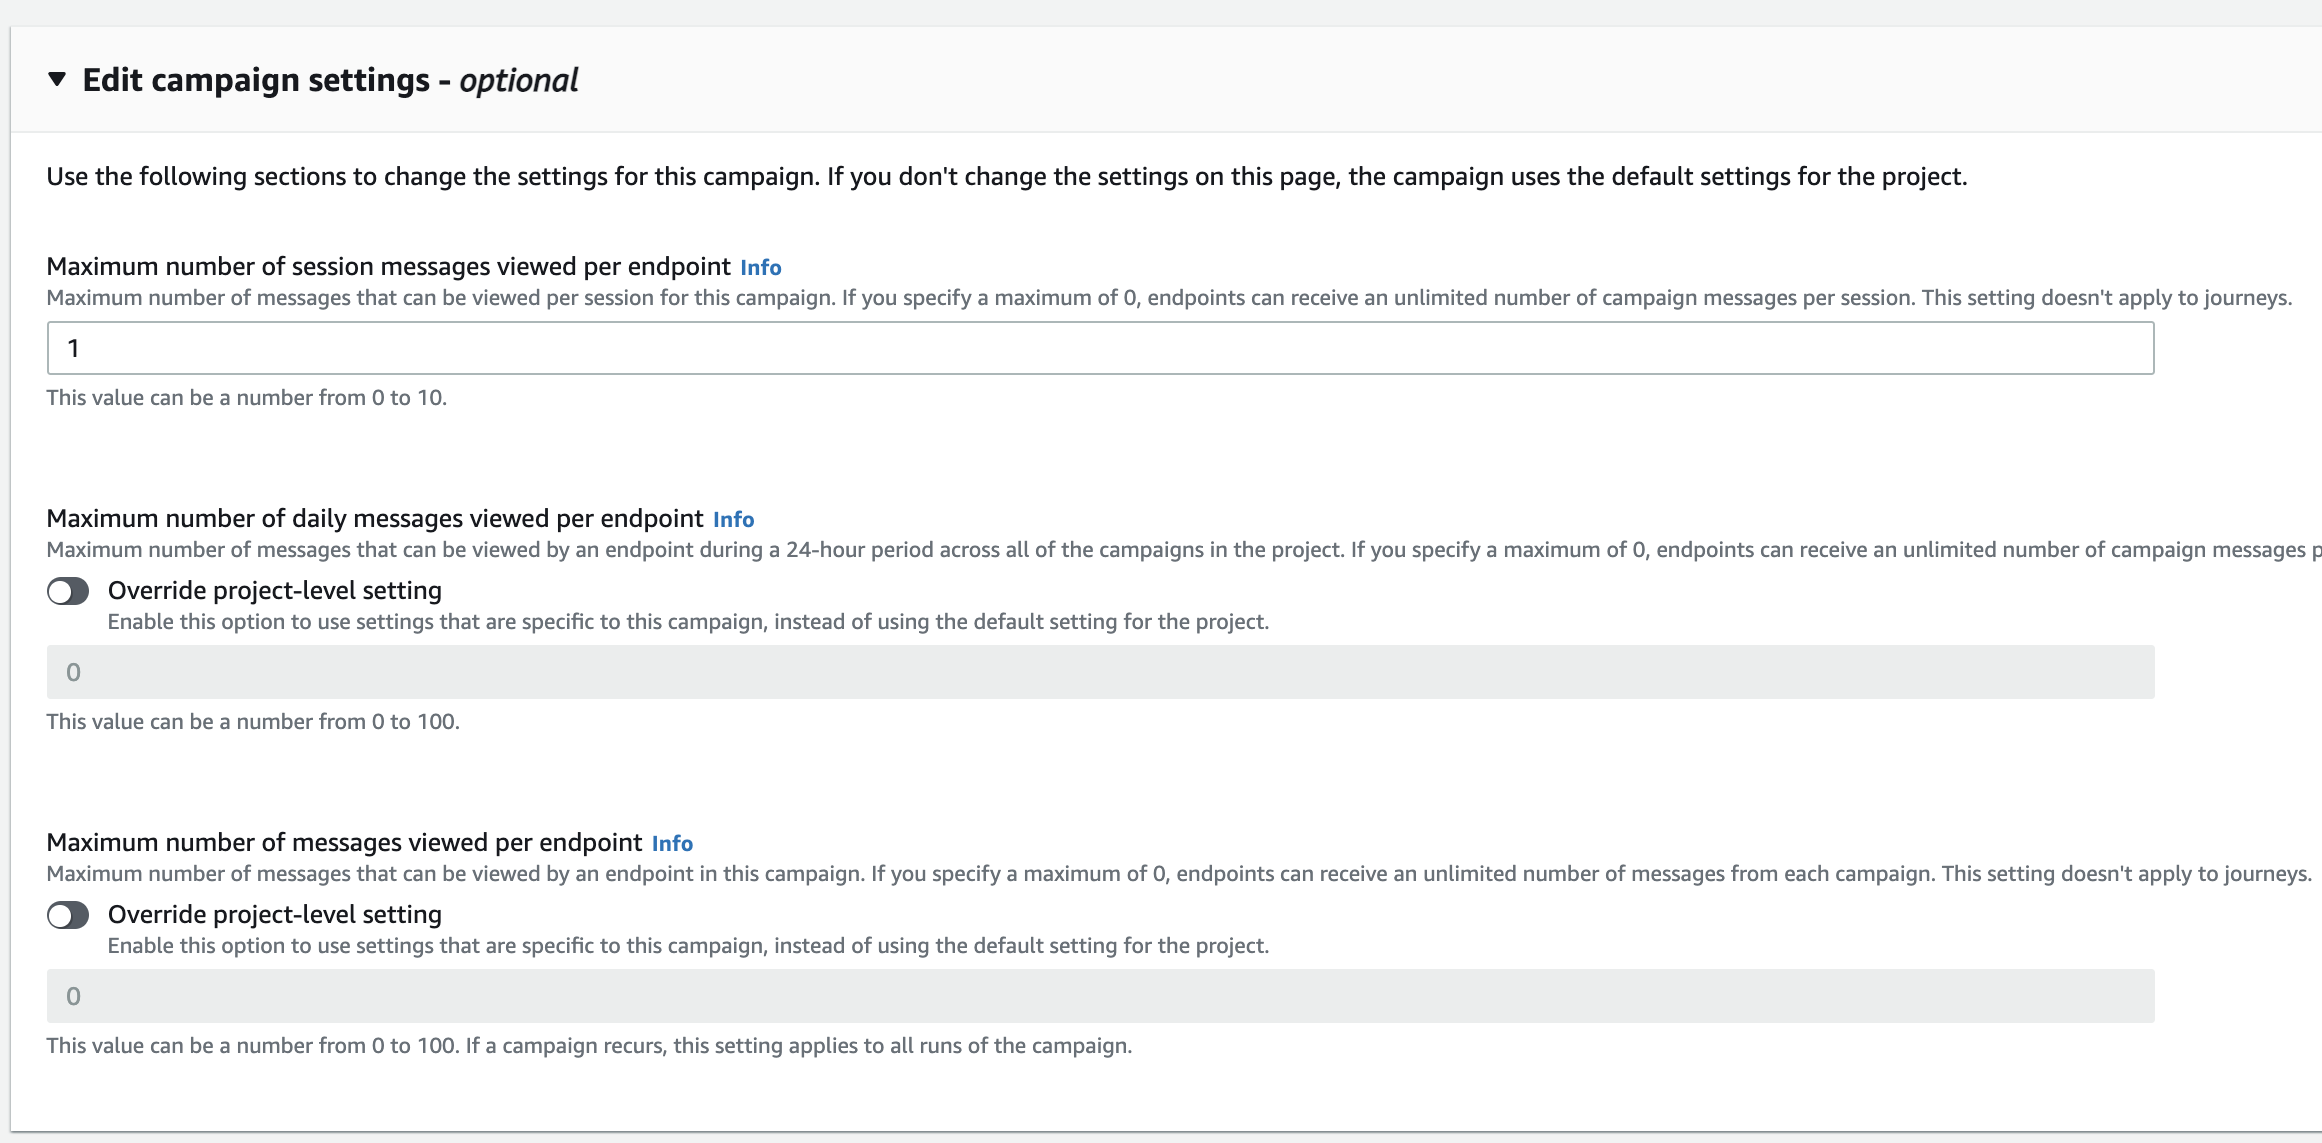 Edit campaign settings - optional
Use the following sections to change the settings for this campaign. If you don't change the settings on this page, the campaign uses the default settings for the project.
Maximum number of session messages viewed per endpoint Info
Maximum number of messages that can be viewed per session for this campaign. If you specify a maximum of 0, endpoints can receive an unlimited number of campaign messages per session. This setting doesn't apply to journeys.
1
This value can be a number from 0 to 10.
Maximum number of daily messages viewed per endpoint Info
Maximum number of messages that can be viewed by an endpoint during a 24-hour period across all of the campaigns in the project. If you specify a maximum of 0, endpoints can receive an unlimited number of campaign messages p
Override project-level setting
Enable this option to use settings that are specific to this campaign, instead of using the default setting for the project.
0
This value can be a number from 0 to 100.
Maximum number of messages viewed per endpoint Info
Maximum number of messages that can be viewed by an endpoint in this campaign. If you specify a maximum of 0, endpoints can receive an unlimited number of messages from each campaign. This setting doesn't apply to journeys.
Override project-level setting
Enable this option to use settings that are specific to this campaign, instead of using the default setting for the project.
0
This value can be a number from 0 to 100. If a campaign recurs, this setting applies to all runs of the campaign.